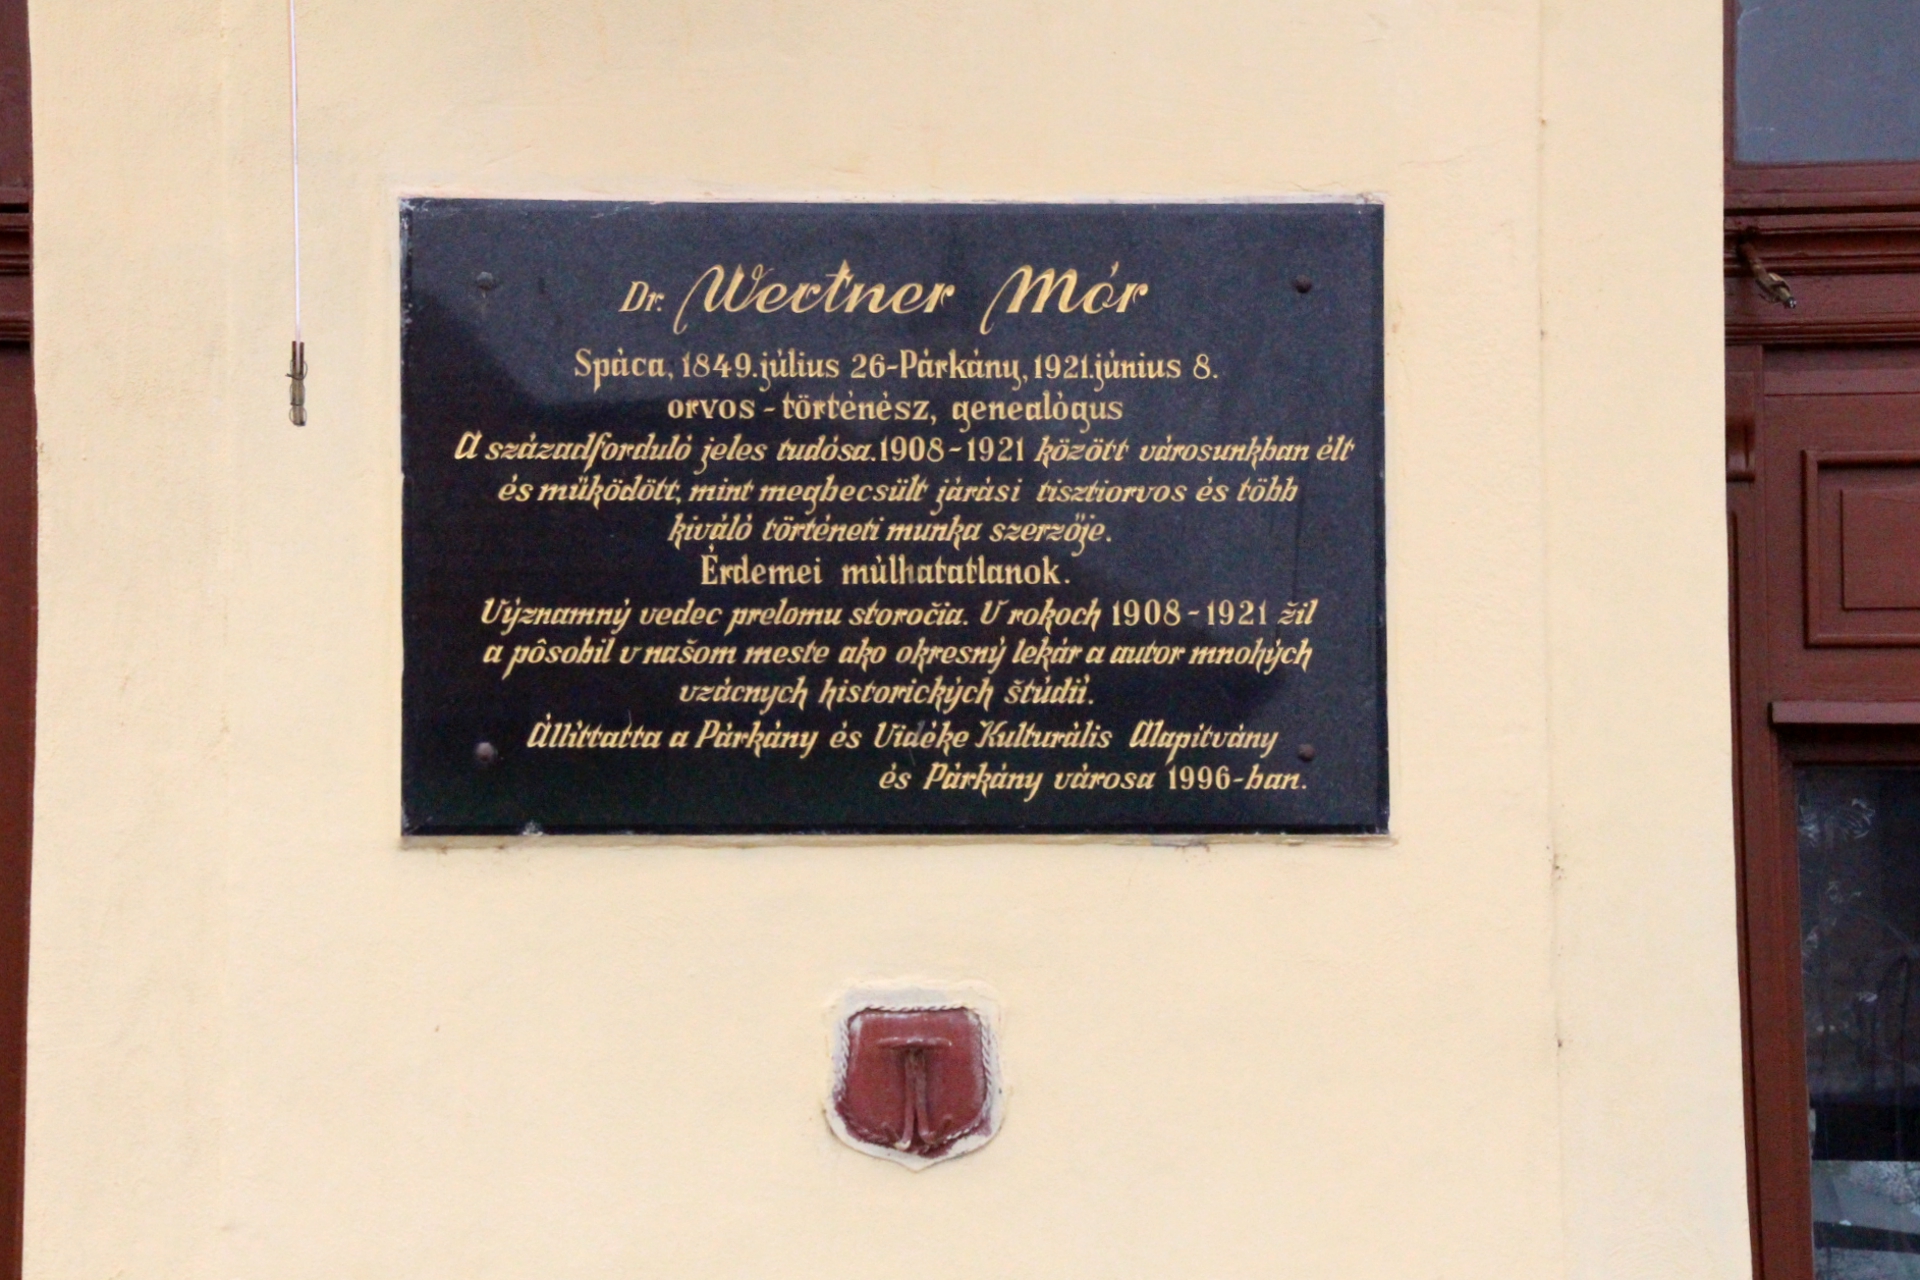 Dr. Wertner Mór
Spáca, 1849. július 26-Párkány, 1921. június 8.
orvos - történész, genealógus
A századforduló jeles tudósa. 1908-1921 között városunkban élt
és működött, mint megbecsült járási tisztiorvos és több
kiváló történeti munka szerzője.
Érdemei múlhatatlanok.
Významný vedec prelomu storočia. V rokoch 1908-1921 žil
a pôsobil v našom meste ako okresný lekár a autor mnohých
vzácnych historických štúdií.
Állíttatta a Párkány és Vidéke Kulturális Alapítvány
és Párkány városa 1996-ban.